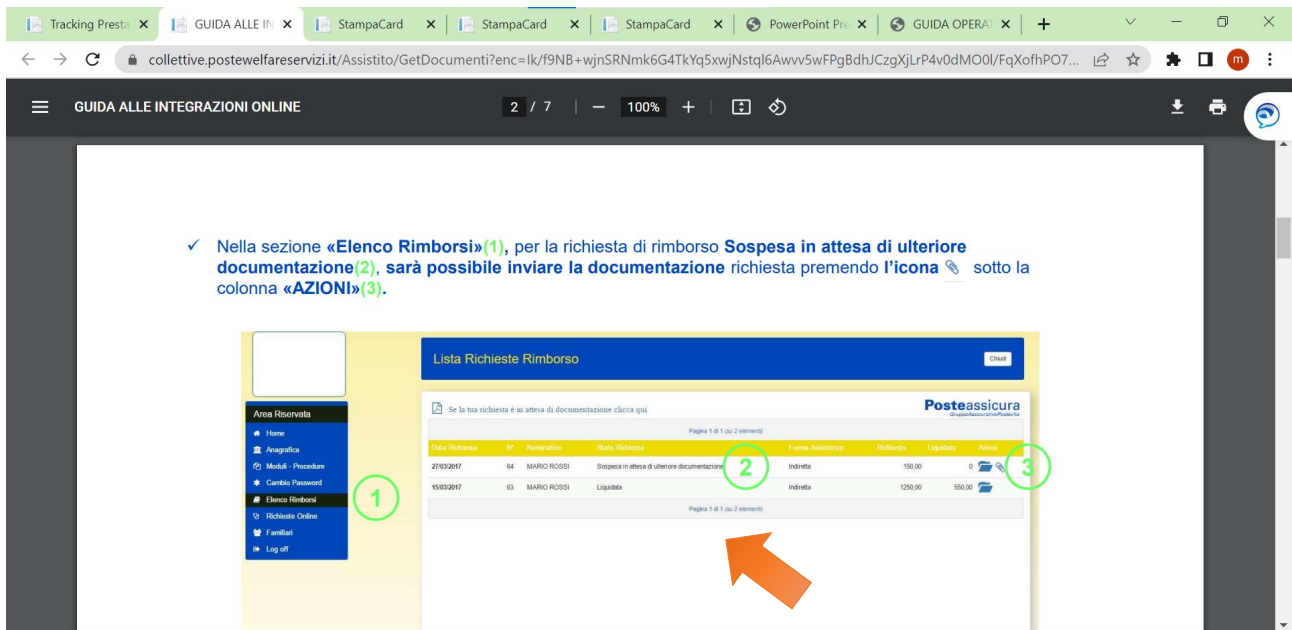 Tracking Presta
GUIDA ALLE IN
StampaCard
StampaCard
StampaCard
PowerPoint Pre
GUIDA OPERAT
collettive.postewelfareservizi.it/Assistito/GetDocumenti?enc=Ik/f9NB+wjnSRNmk6G4TkYq5xwjNstql6Awvv5wFPgBdhJCzgXjLrP4v0dMO0l/FqXofhPO7...
m
GUIDA ALLE INTEGRAZIONI ONLINE
2 / 7
100%
✓ Nella sezione «Elenco Rimborsi»(1), per la richiesta di rimborso Sospesa in attesa di ulteriore
documentazione(2), sarà possibile inviare la documentazione richiesta premendo l'icona sotto la
colonna «AZIONI»(3).
Lista Richieste Rimborso
Chiudi
Se la tua richiesta è in attesa di documentazione clicca qui
Posteassicura
GruppoAssicurativoPostevita
Area Riservata
Home
Anagrafica
Moduli - Procedure
Cambio Password
Elenco Rimborsi
Richieste Online
Familiari
Log off
1
Pagina 1 di 1 (su 2 elementi)
Data Richiesta N° Nominativo Stato Richiesta Forma Assistenza Richiesto Liquidato Azioni
27/03/2017 64 MARIO ROSSI Sospesa in attesa di ulteriore documentazione 2 Indiretta 150,00 0 3
15/03/2017 63 MARIO ROSSI Liquidata Indiretta 1250,00 550,00
Pagina 1 di 1 (su 2 elementi)